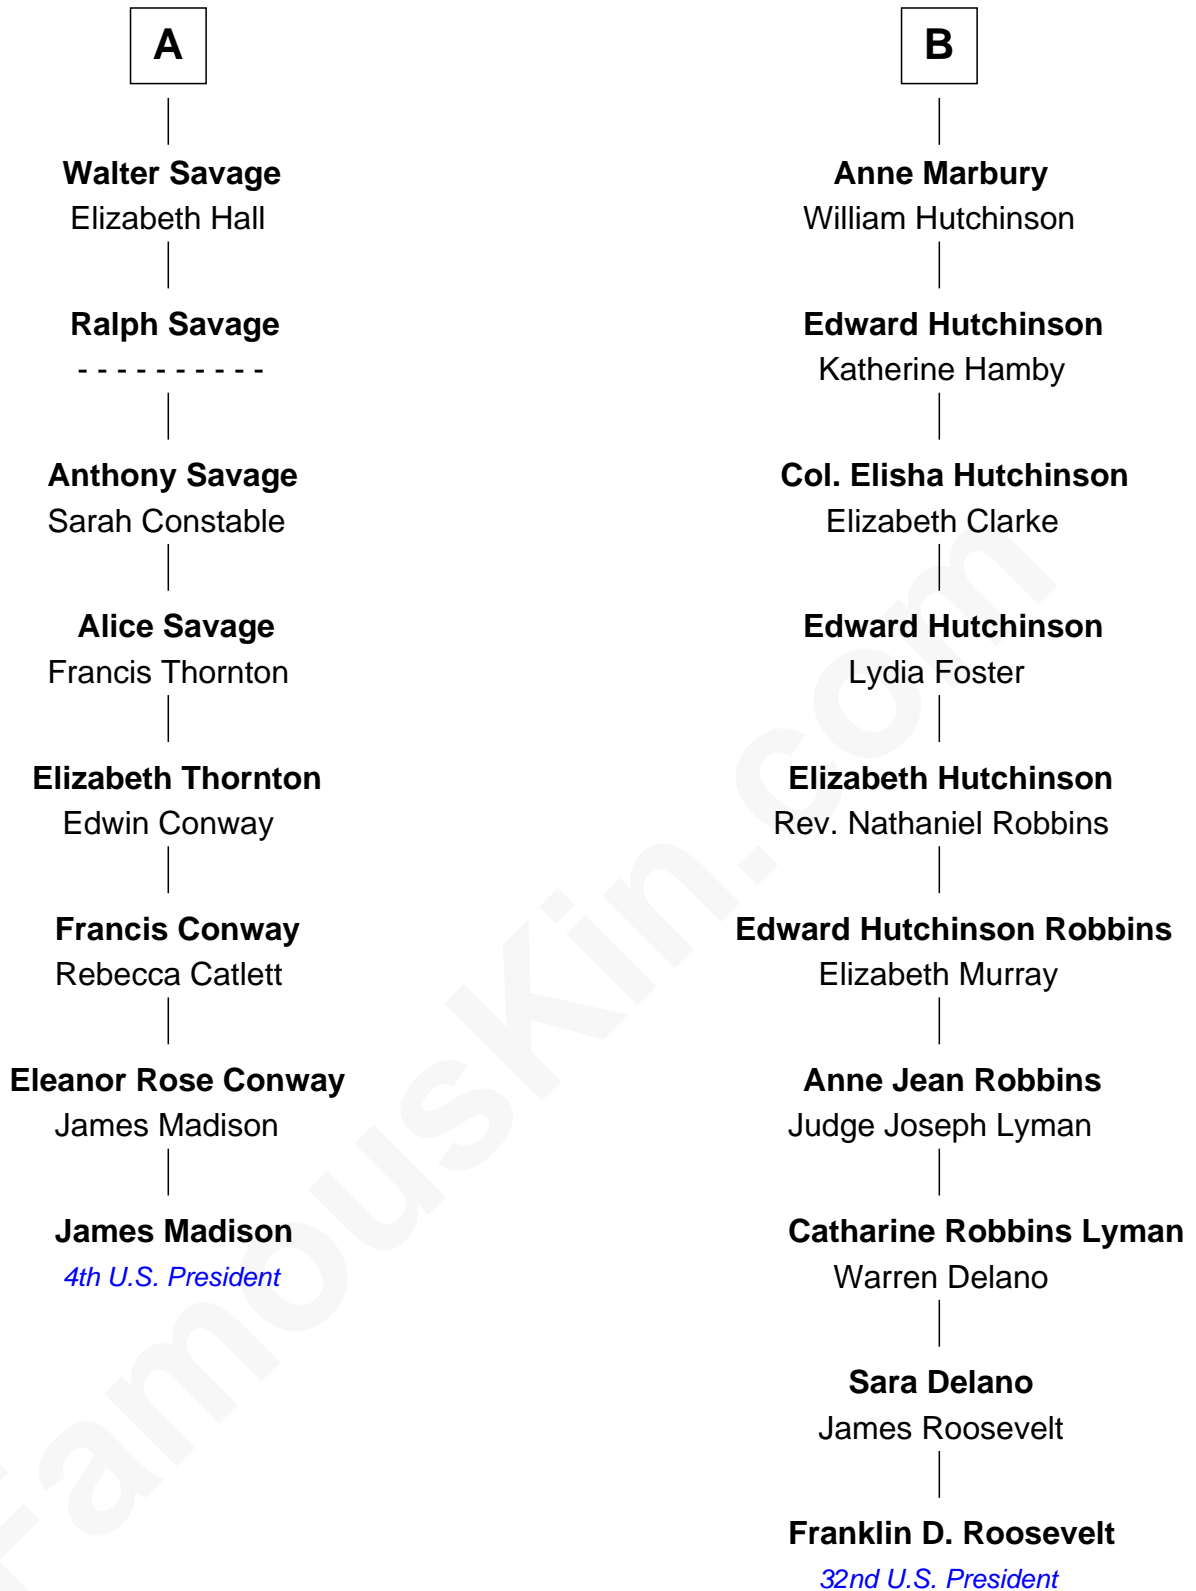 A
Walter Savage
Elizabeth Hall
Ralph Savage
- - - - - - - - - -
Anthony Savage
Sarah Constable
Alice Savage
Francis Thornton
Elizabeth Thornton
Edwin Conway
Francis Conway
Rebecca Catlett
Eleanor Rose Conway
James Madison
James Madison
4th U.S. President
B
Anne Marbury
William Hutchinson
Edward Hutchinson
Katherine Hamby
Col. Elisha Hutchinson
Elizabeth Clarke
Edward Hutchinson
Lydia Foster
Elizabeth Hutchinson
Rev. Nathaniel Robbins
Edward Hutchinson Robbins
Elizabeth Murray
Anne Jean Robbins
Judge Joseph Lyman
Catharine Robbins Lyman
Warren Delano
Sara Delano
James Roosevelt
Franklin D. Roosevelt
32nd U.S. President
FamousKin.com